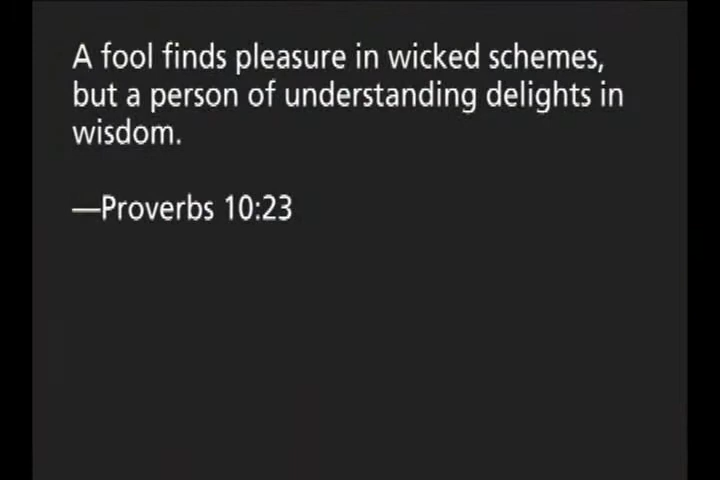 A fool finds pleasure in wicked schemes,
but a person of understanding delights in
wisdom.
—Proverbs 10:23